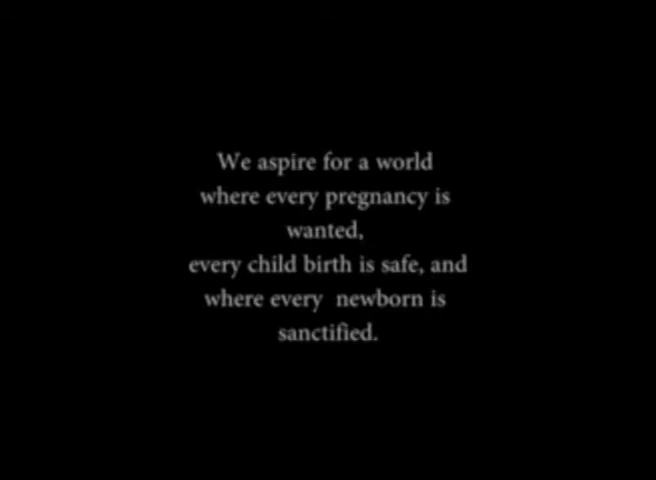 We aspire for a world
where every pregnancy is
wanted,
every child birth is safe, and
where every newborn is
sanctified.